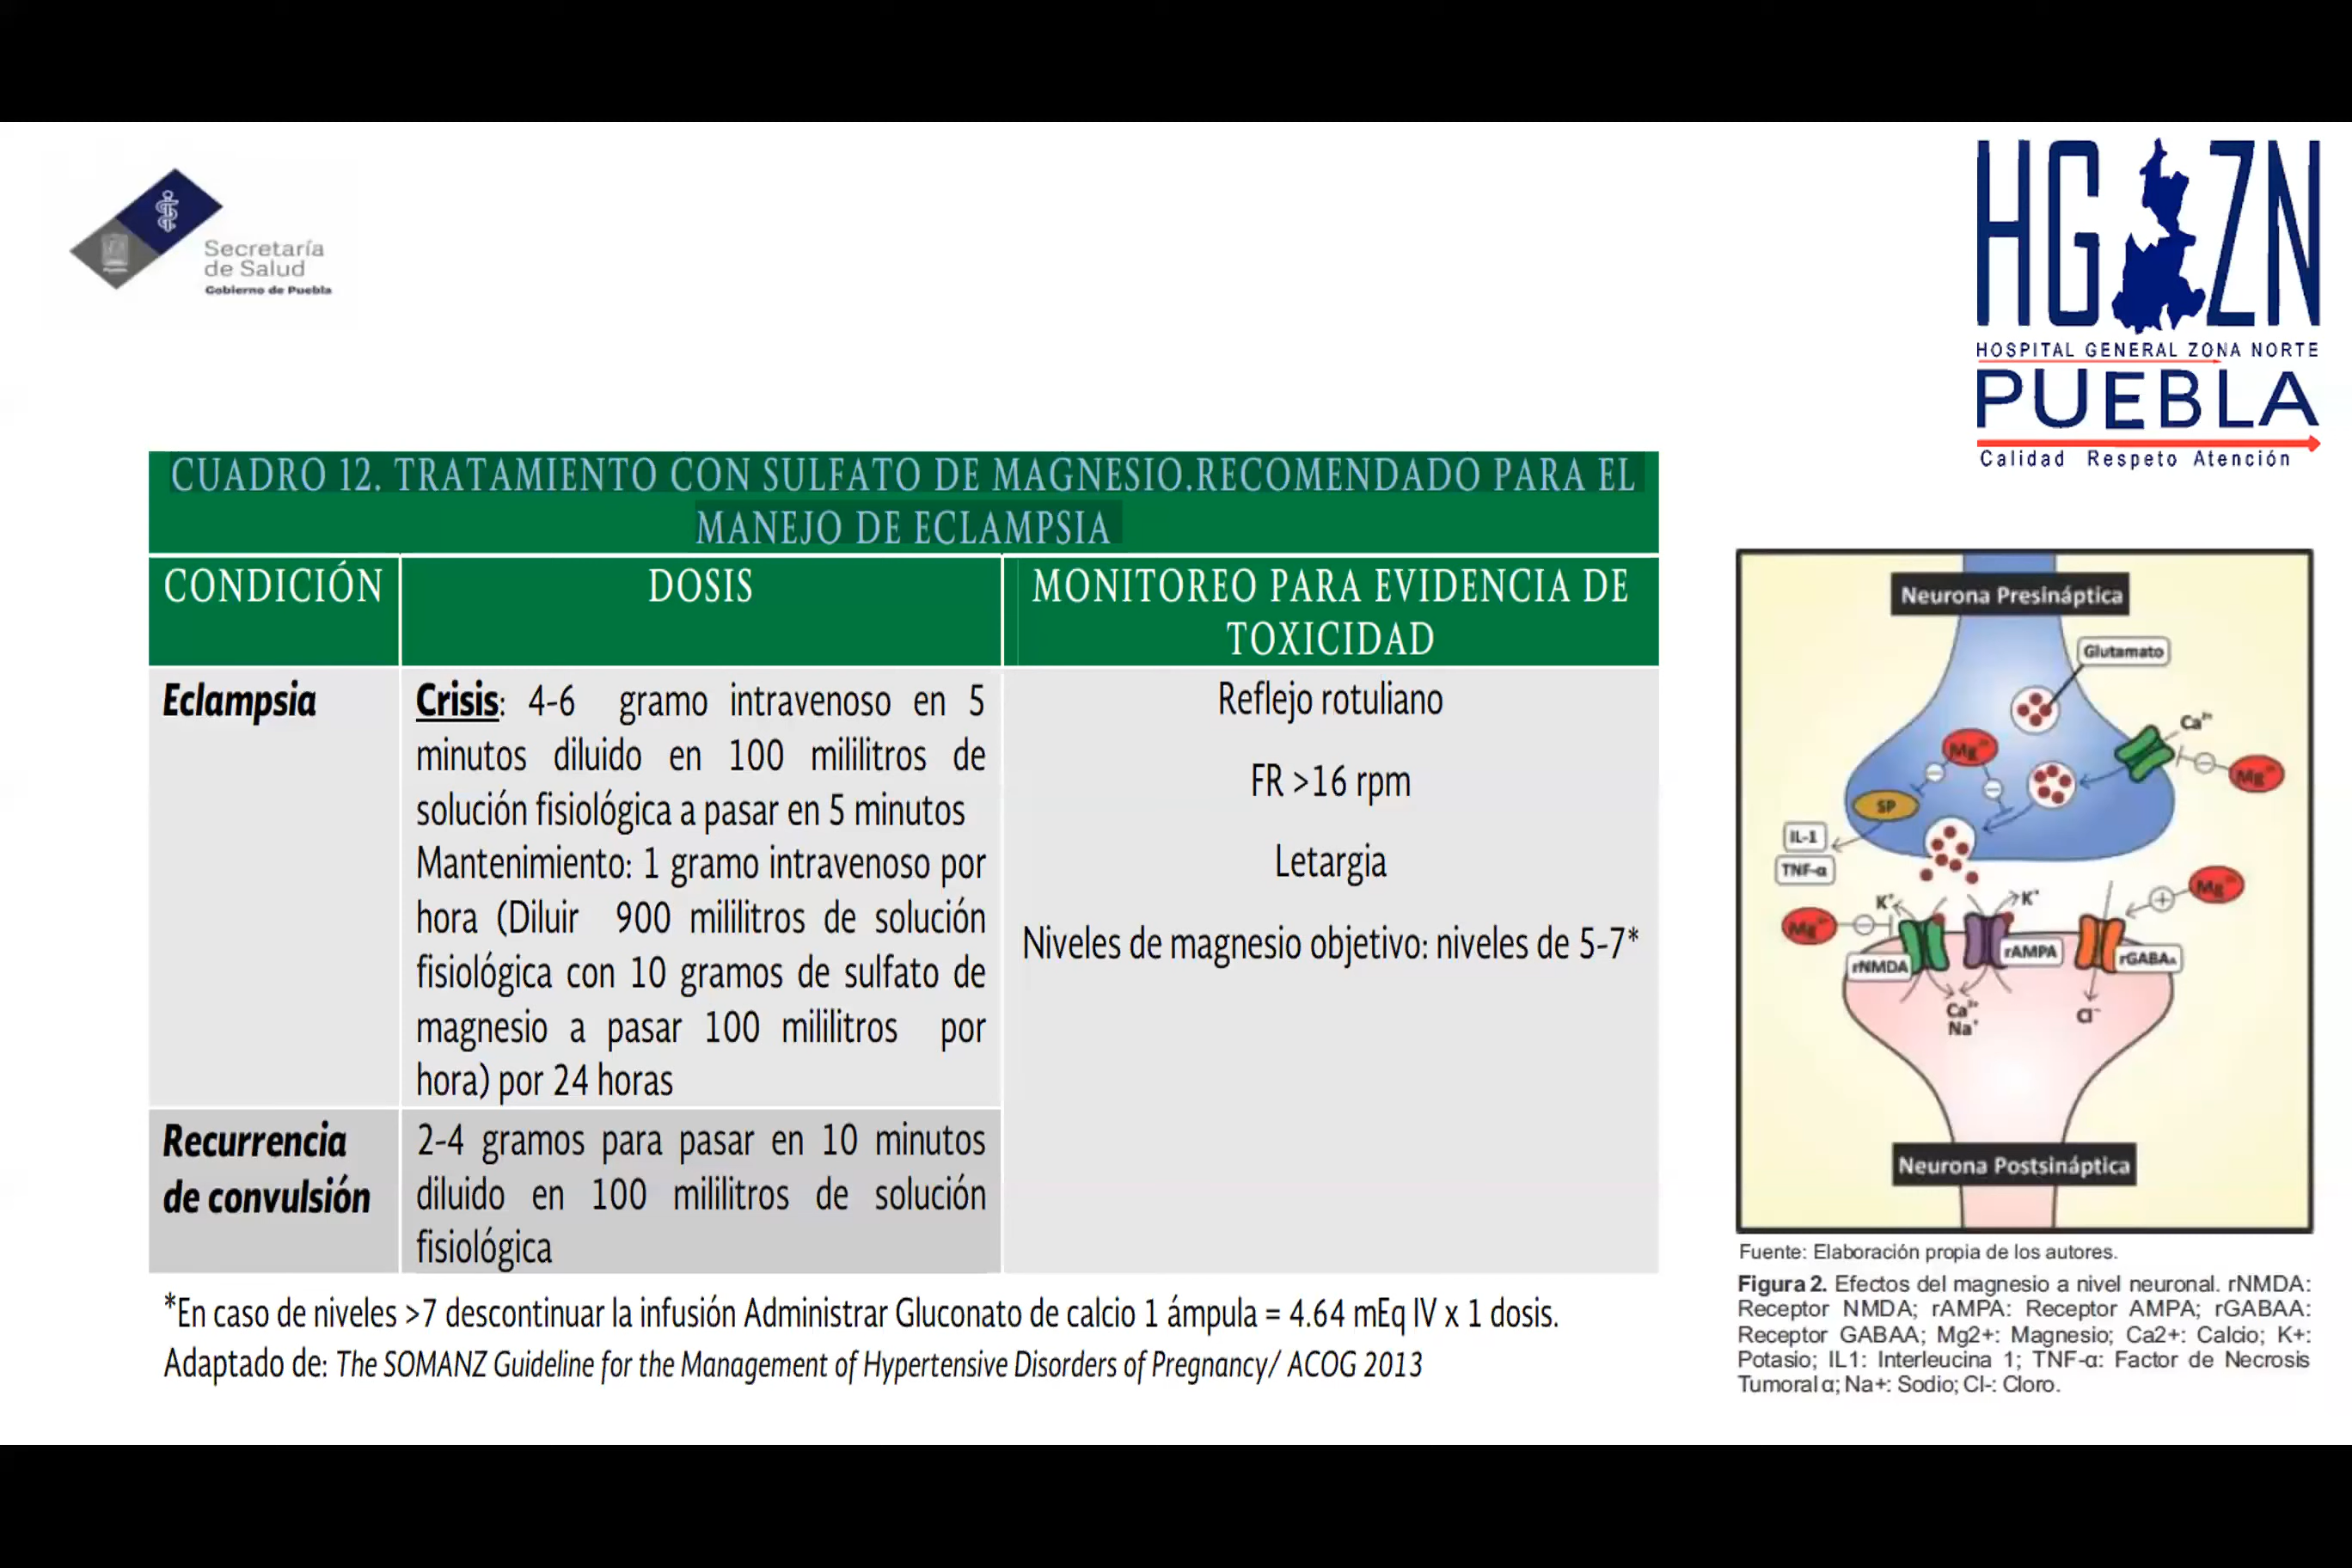 Secretaría
de Salud
Gobierno de Puebla
HG ZN
HOSPITAL GENERAL ZONA NORTE
PUEBLA
Calidad Respeto Atención
CUADRO 12. TRATAMIENTO CON SULFATO DE MAGNESIO.RECOMENDADO PARA EL
MANEJO DE ECLAMPSIA
CONDICIÓN
DOSIS
MONITOREO PARA EVIDENCIA DE
TOXICIDAD
Eclampsia
Crisis: 4-6 gramo intravenoso en 5
minutos diluido en 100 mililitros de
solución fisiológica a pasar en 5 minutos
Mantenimiento: 1 gramo intravenoso por
hora (Diluir 900 mililitros de solución
fisiológica con 10 gramos de sulfato de
magnesio a pasar 100 mililitros por
hora) por 24 horas
Reflejo rotuliano
FR >16 rpm
Letargia
Niveles de magnesio objetivo: niveles de 5-7*
Recurrencia
de convulsión
2-4 gramos para pasar en 10 minutos
diluido en 100 mililitros de solución
fisiológica
*En caso de niveles >7 descontinuar la infusión Administrar Gluconato de calcio 1 ámpula = 4.64 mEq IV x 1 dosis.
Adaptado de: The SOMANZ Guideline for the Management of Hypertensive Disorders of Pregnancy/ ACOG 2013
Neurona Presináptica
Glutamato
Ca²⁺
Mg²⁺
Mg²⁺
SP
IL-1
TNF-α
Mg²⁺
K⁺
K⁺
Mg²⁺
rNMDA
rAMPA
rGABAA
Ca²⁺
Na⁺
Cl⁻
Neurona Postsináptica
Fuente: Elaboración propia de los autores.
Figura 2. Efectos del magnesio a nivel neuronal. rNMDA:
Receptor NMDA; rAMPA: Receptor AMPA; rGABAA:
Receptor GABAA; Mg2+: Magnesio; Ca2+: Calcio; K+:
Potasio; IL1: Interleucina 1; TNF-α: Factor de Necrosis
Tumoral α; Na+: Sodio; Cl-: Cloro.